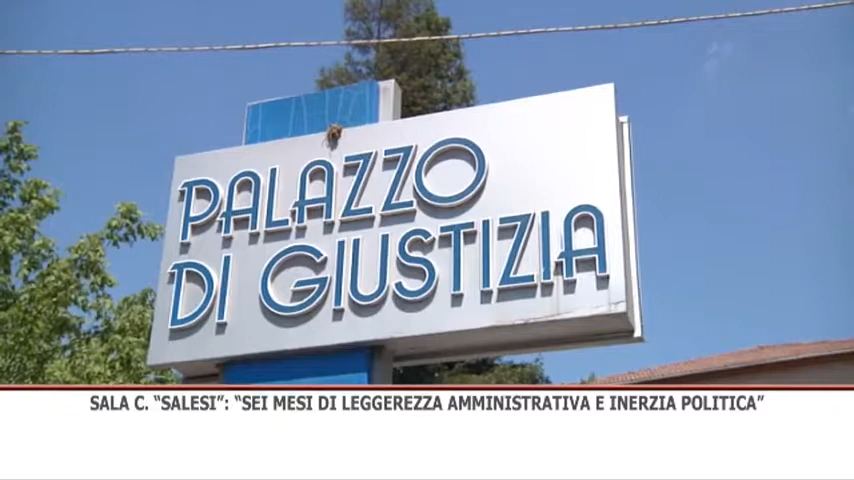 PALAZZO
DI GIUSTIZIA
SALA C. “SALESI”: “SEI MESI DI LEGGEREZZA AMMINISTRATIVA E INERZIA POLITICA”